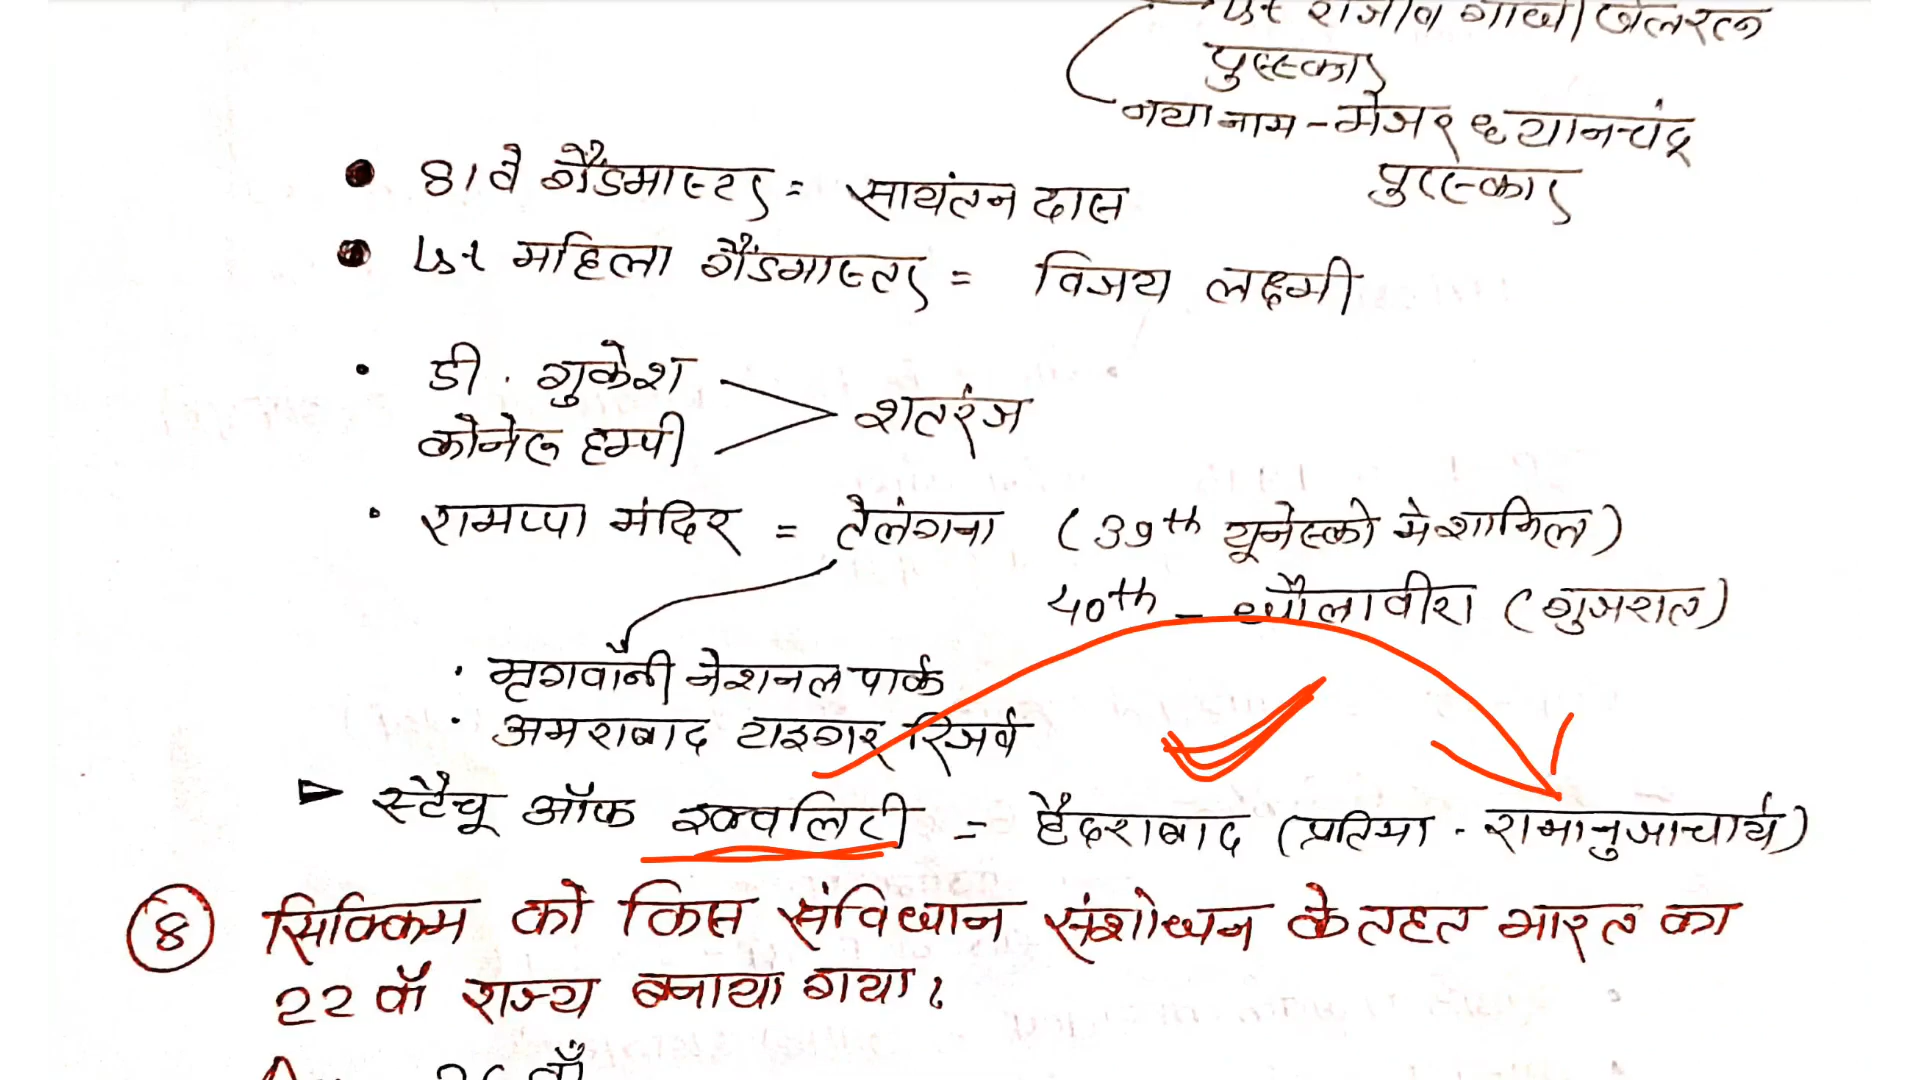 1st राजीव गांधी खेलरत्न
पुरस्कार
नया नाम - मेजर ध्यानचंद्र
पुरस्कार
• 81वे ग्रैंडमास्टर = सायंतन दास
• 1st महिला ग्रैंडमास्टर = विजय लक्ष्मी
• डी. गुकेश
कोनेरू हम्पी
शतरंज
• रामप्पा मंदिर = तेलंगना (39th यूनेस्को मे शामिल)
40th - धौलावीरा (गुजरात)
• मृगवानी नेशनल पार्क
• अमराबाद टाइगर रिजर्व
► स्टैचू ऑफ इक्वलिटी = हैदराबाद (प्रतिमा - रामानुजाचार्य)
⑧ सिक्किम को किस संविधान संशोधन के तहत भारत का
22 वाँ राज्य बनाया गया।